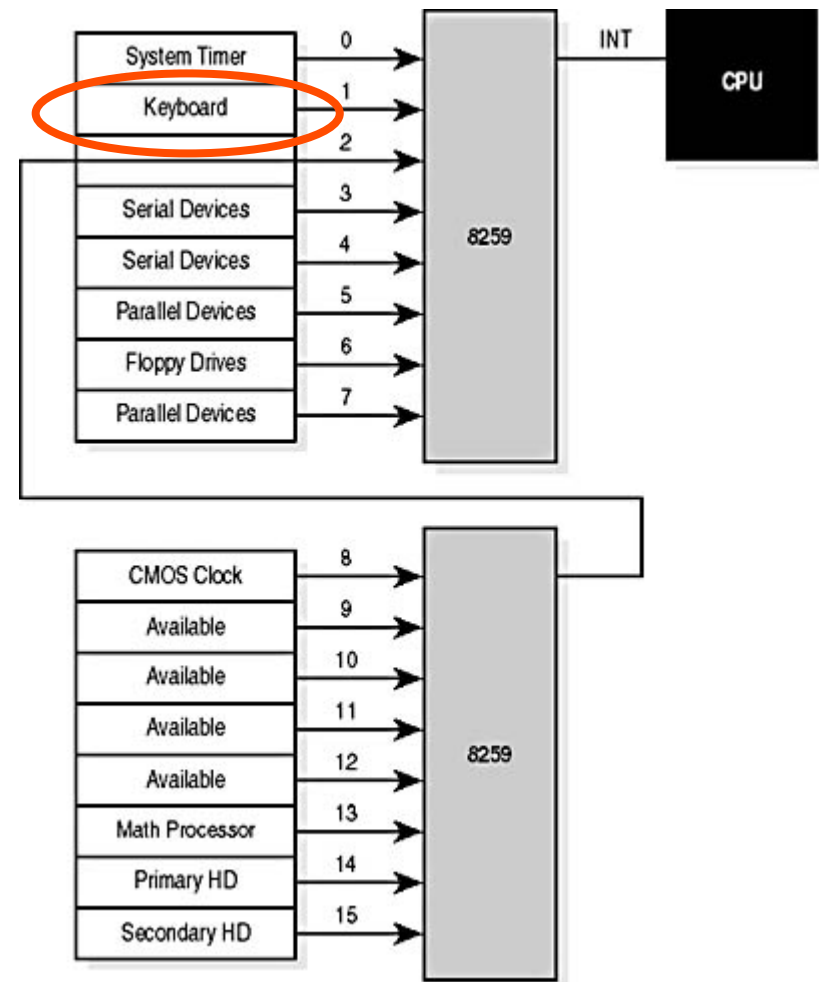 System Timer 0
INT
CPU
Keyboard 1
2
Serial Devices 3
8259
Serial Devices 4
Parallel Devices 5
Floppy Drives 6
Parallel Devices 7
CMOS Clock 8
Available 9
Available 10
Available 11
8259
Available 12
Math Processor 13
Primary HD 14
Secondary HD 15